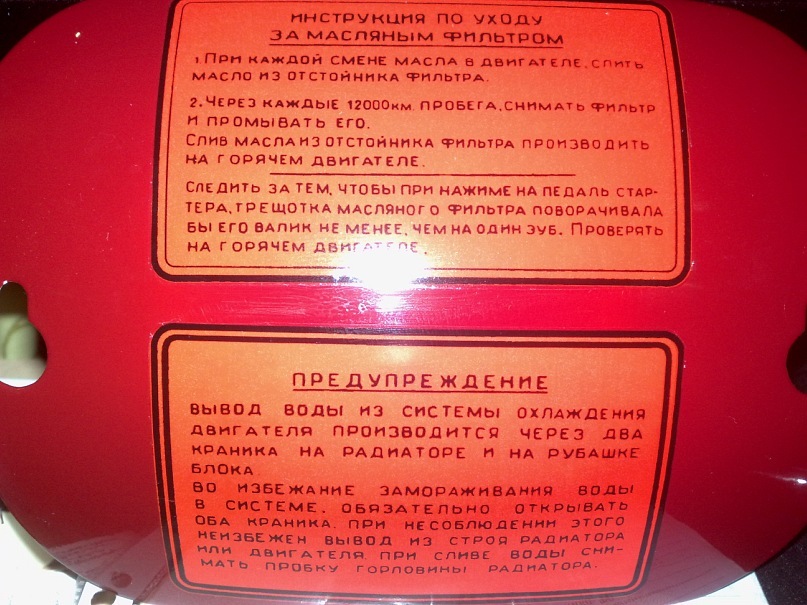 ИНСТРУКЦИЯ ПО УХОДУ
ЗА МАСЛЯНЫМ ФИЛЬТРОМ
1. ПРИ КАЖДОЙ СМЕНЕ МАСЛА В ДВИГАТЕЛЕ, СЛИТЬ
МАСЛО ИЗ ОТСТОЙНИКА ФИЛЬТРА.
2. ЧЕРЕЗ КАЖДЫЕ 12000КМ. ПРОБЕГА, СНИМАТЬ ФИЛЬТР
И ПРОМЫВАТЬ ЕГО.
СЛИВ МАСЛА ИЗ ОТСТОЙНИКА ФИЛЬТРА ПРОИЗВОДИТЬ
НА ГОРЯЧЕМ ДВИГАТЕЛЕ.
СЛЕДИТЬ ЗА ТЕМ, ЧТОБЫ ПРИ НАЖИМЕ НА ПЕДАЛЬ СТАР-
ТЕРА, ТРЕЩОТКА МАСЛЯНОГО ФИЛЬТРА ПОВОРАЧИВАЛА
БЫ ЕГО ВАЛИК НЕ МЕНЕЕ, ЧЕМ НА ОДИН ЗУБ. ПРОВЕРЯТЬ
НА ГОРЯЧЕМ ДВИГАТЕЛЕ.
ПРЕДУПРЕЖДЕНИЕ
ВЫВОД ВОДЫ ИЗ СИСТЕМЫ ОХЛАЖДЕНИЯ
ДВИГАТЕЛЯ ПРОИЗВОДИТСЯ ЧЕРЕЗ ДВА
КРАНИКА НА РАДИАТОРЕ И НА РУБАШКЕ
БЛОКА
ВО ИЗБЕЖАНИЕ ЗАМОРАЖИВАНИЯ ВОДЫ
В СИСТЕМЕ, ОБЯЗАТЕЛЬНО ОТКРЫВАТЬ
ОБА КРАНИКА. ПРИ НЕСОБЛЮДЕНИИ ЭТОГО
НЕИЗБЕЖЕН ВЫВОД ИЗ СТРОЯ РАДИАТОРА
ИЛИ ДВИГАТЕЛЯ. ПРИ СЛИВЕ ВОДЫ СНИ-
МАТЬ ПРОБКУ ГОРЛОВИНЫ РАДИАТОРА.